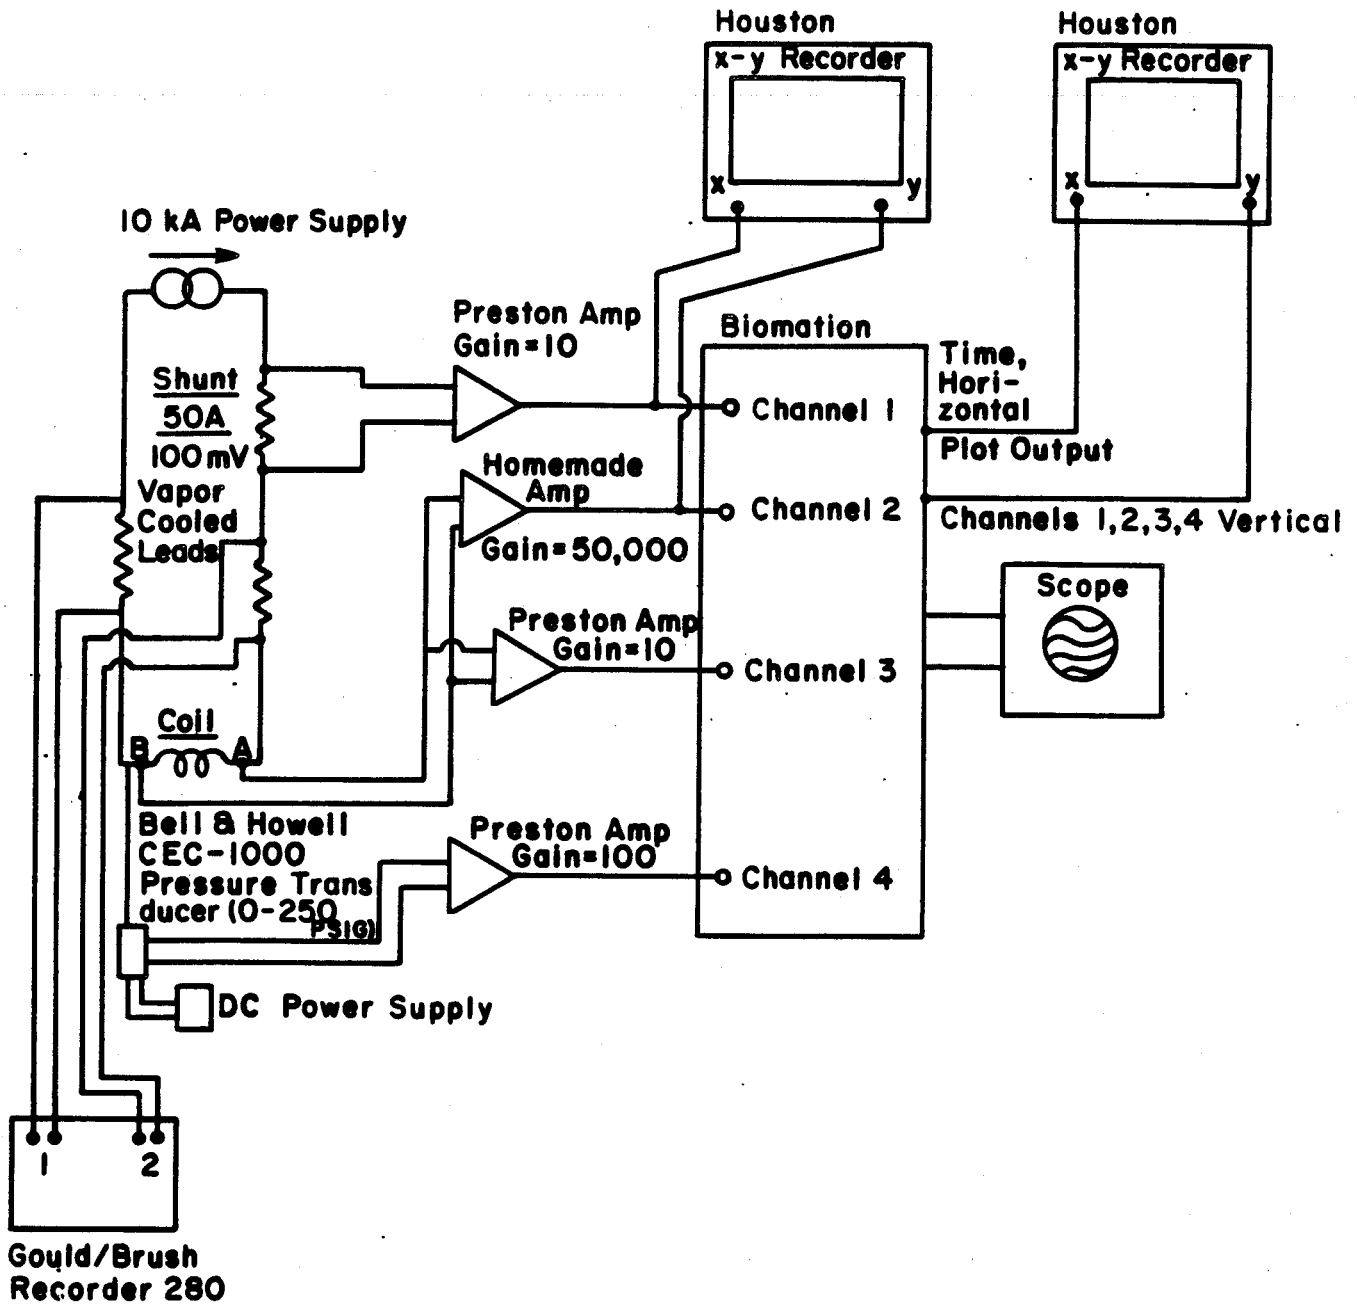 Houston
x-y Recorder
x
y
Houston
x-y Recorder
x
y
10 kA Power Supply
Shunt
50A
100mV
Vapor
Cooled
Leads
Preston Amp
Gain=10
Homemade
Amp
Gain=50,000
Preston Amp
Gain=10
Preston Amp
Gain=100
Biomation
Channel 1
Channel 2
Channel 3
Channel 4
Time,
Hori-
zontal
Plot Output
Channels 1,2,3,4 Vertical
Scope
Coil
B
A
Bell & Howell
CEC-1000
Pressure Trans
ducer (0-250
PSIG)
DC Power Supply
1
2
Gould/Brush
Recorder 280